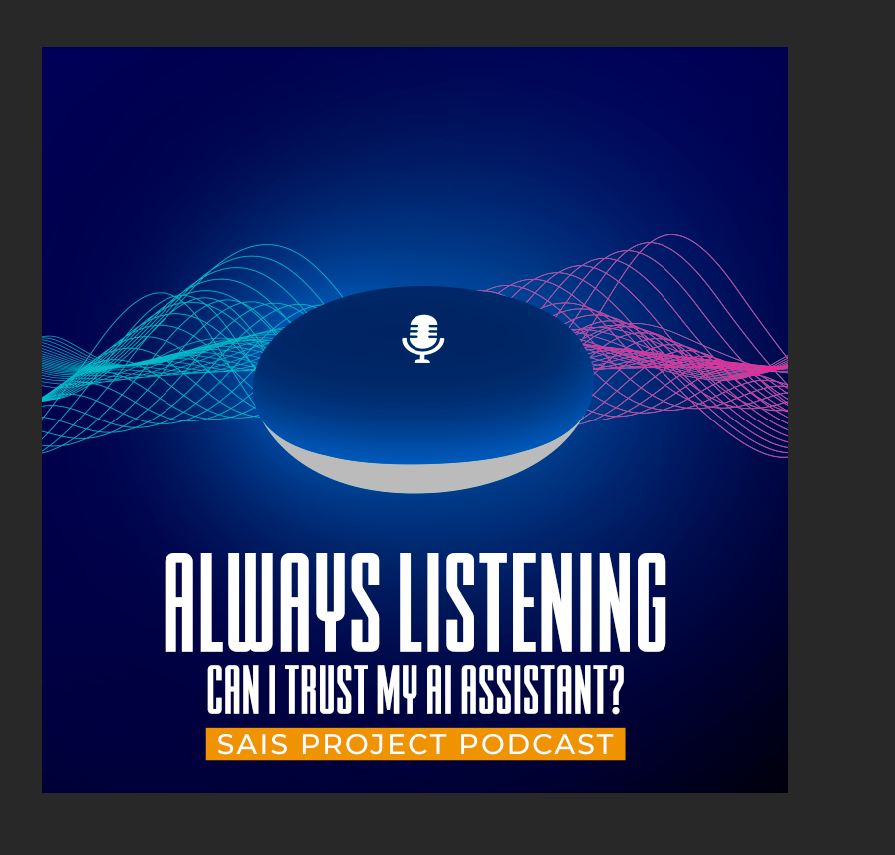 ALWAYS LISTENING
CAN I TRUST MY AI ASSISTANT?
SAIS PROJECT PODCAST